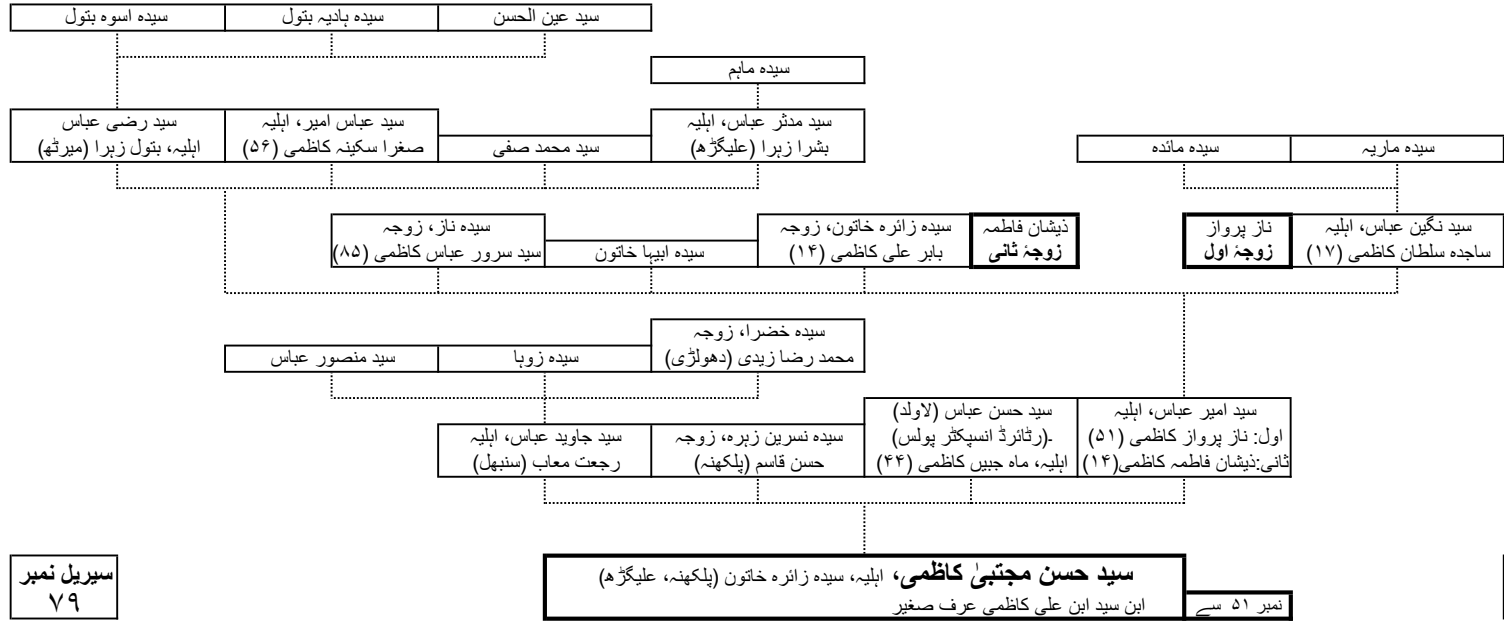 سید عین الحسن
سیدہ ہادیہ بتول
سیدہ اسوہ بتول
سیدہ ماہم
سید مدثر عباس، اہلیہ
بشرا زہرا (علیگڑھ)
سید محمد صفی
سید عباس امیر، اہلیہ
صغرا سکینہ کاظمی (۵۶)
سید رضی عباس
اہلیہ، بتول زہرا (میرٹھ)
سیدہ ماریہ
سیدہ مائدہ
سید نگین عباس، اہلیہ
ساجدہ سلطان کاظمی (۱۷)
ناز پرواز
زوجۂ اول
ذیشان فاطمہ
زوجۂ ثانی
سیدہ زائرہ خاتون، زوجہ
بابر علی کاظمی (۱۴)
سیدہ ابیہا خاتون
سیدہ ناز، زوجہ
سید سرور عباس کاظمی (۸۵)
سیدہ خضرا، زوجہ
محمد رضا زیدی (دھولڑی)
سیدہ زوہا
سید منصور عباس
سید امیر عباس، اہلیہ
اول: ناز پرواز کاظمی (۵۱)
ثانی:ذیشان فاطمہ کاظمی(۱۴)
سید حسن عباس (لاولد)
۔(رٹائرڈ انسپکٹر پولس)
اہلیہ، ماہ جبیں کاظمی (۴۴)
سیدہ نسرین زہرہ، زوجہ
حسن قاسم (پلکھنہ)
سید جاوید عباس، اہلیہ
رجعت معاب (سنبھل)
سید حسن مجتبیٰ کاظمی، اہلیہ، سیدہ زائرہ خاتون (پلکھنہ، علیگڑھ)
نمبر ۵۱ سے
ابن سید ابن علی کاظمی عرف صغیر
سیریل نمبر
۷۹